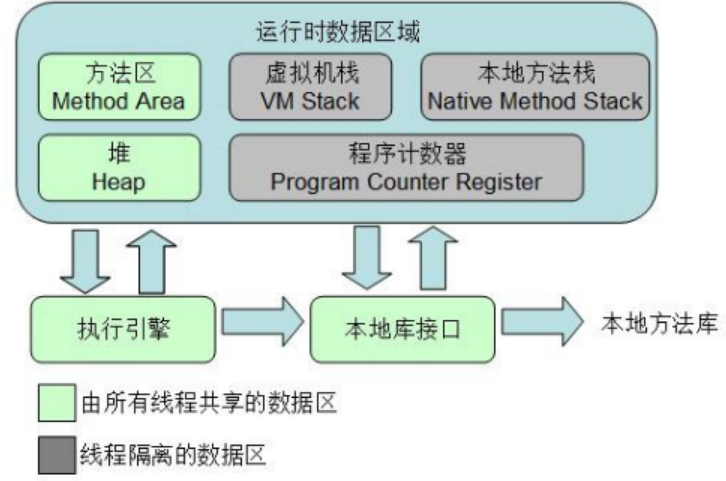 运行时数据区域
方法区
Method Area
虚拟机栈
VM Stack
本地方法栈
Native Method Stack
堆
Heap
程序计数器
Program Counter Register
执行引擎
本地库接口
本地方法库
由所有线程共享的数据区
线程隔离的数据区